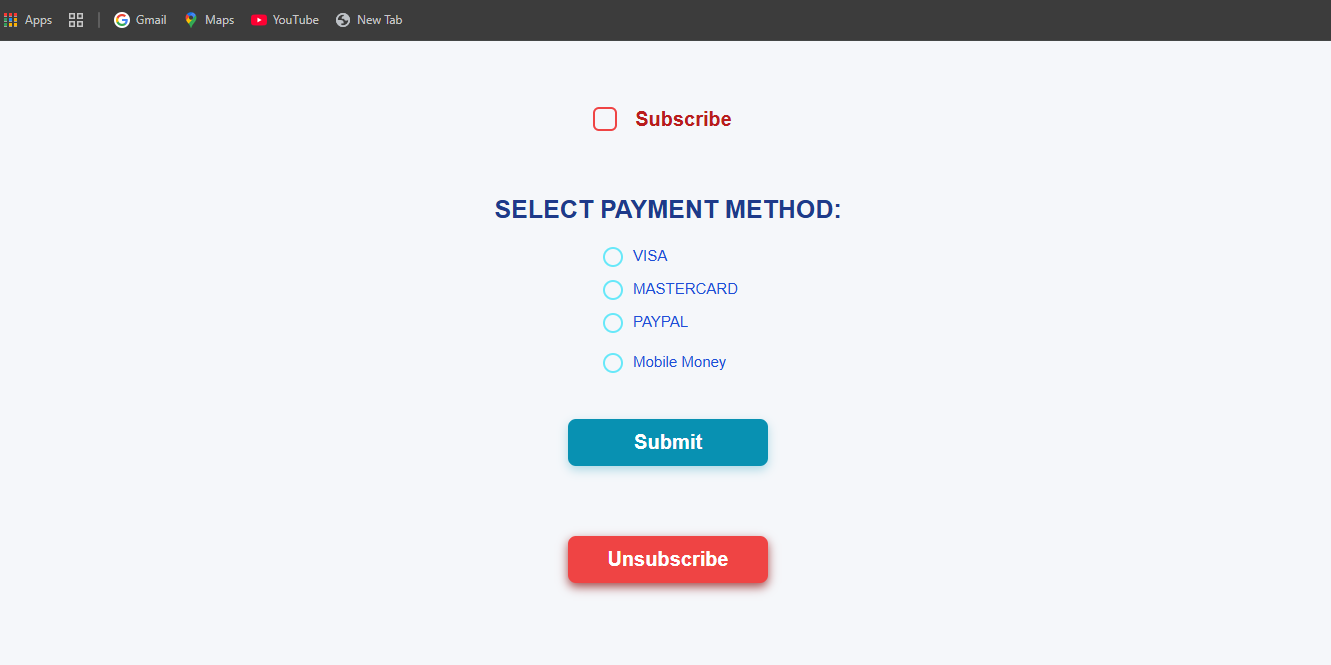 Apps Gmail Maps YouTube New Tab
Subscribe
SELECT PAYMENT METHOD:
VISA
MASTERCARD
PAYPAL
Mobile Money
Submit
Unsubscribe